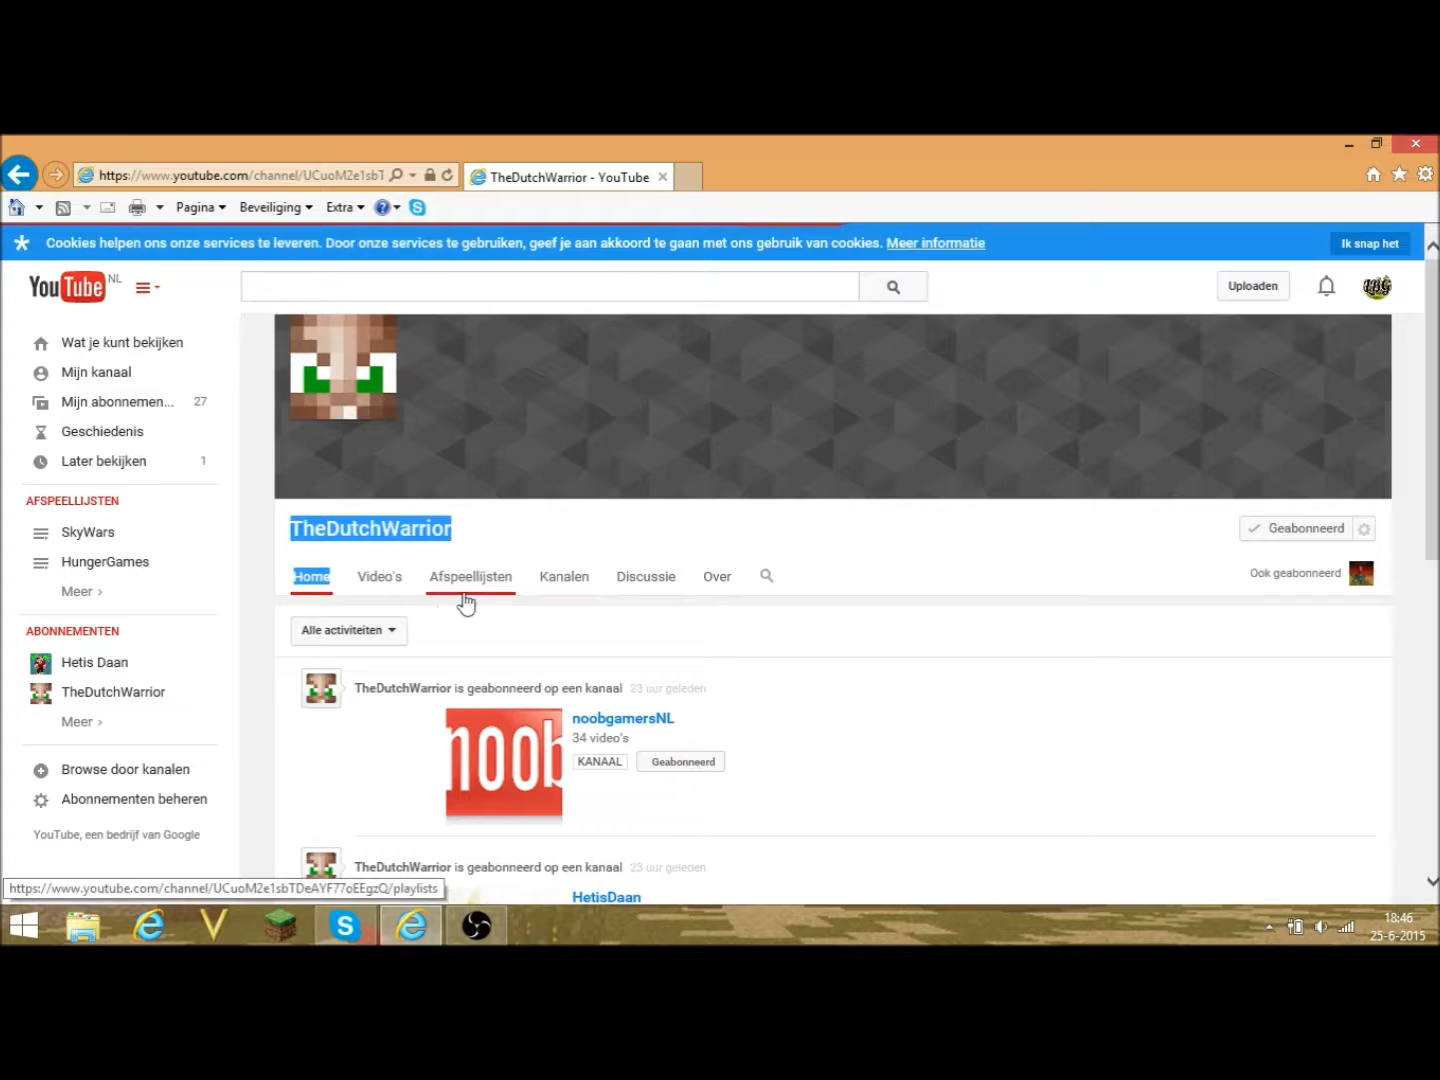 https://www.youtube.com/channel/UCuoM2e1sbT
TheDutchWarrior - YouTube
Pagina
Beveiliging
Extra
Cookies helpen ons onze services te leveren. Door onze services te gebruiken, geef je aan akkoord te gaan met ons gebruik van cookies. Meer informatie
Ik snap het
YouTube NL
Uploaden
LBG
Wat je kunt bekijken
Mijn kanaal
Mijn abonnemen... 27
Geschiedenis
Later bekijken 1
AFSPEELLIJSTEN
SkyWars
HungerGames
Meer ›
ABONNEMENTEN
Hetis Daan
TheDutchWarrior
Meer ›
Browse door kanalen
Abonnementen beheren
YouTube, een bedrijf van Google
TheDutchWarrior
Geabonneerd
Home Video's Afspeellijsten Kanalen Discussie Over
Ook geabonneerd
Alle activiteiten
TheDutchWarrior is geabonneerd op een kanaal 23 uur geleden
noob
noobgamersNL
34 video's
KANAAL Geabonneerd
TheDutchWarrior is geabonneerd op een kanaal 23 uur geleden
HetisDaan
https://www.youtube.com/channel/UCuoM2e1sbTDeAYF77oEEgzQ/playlists
18:46
25-6-2015